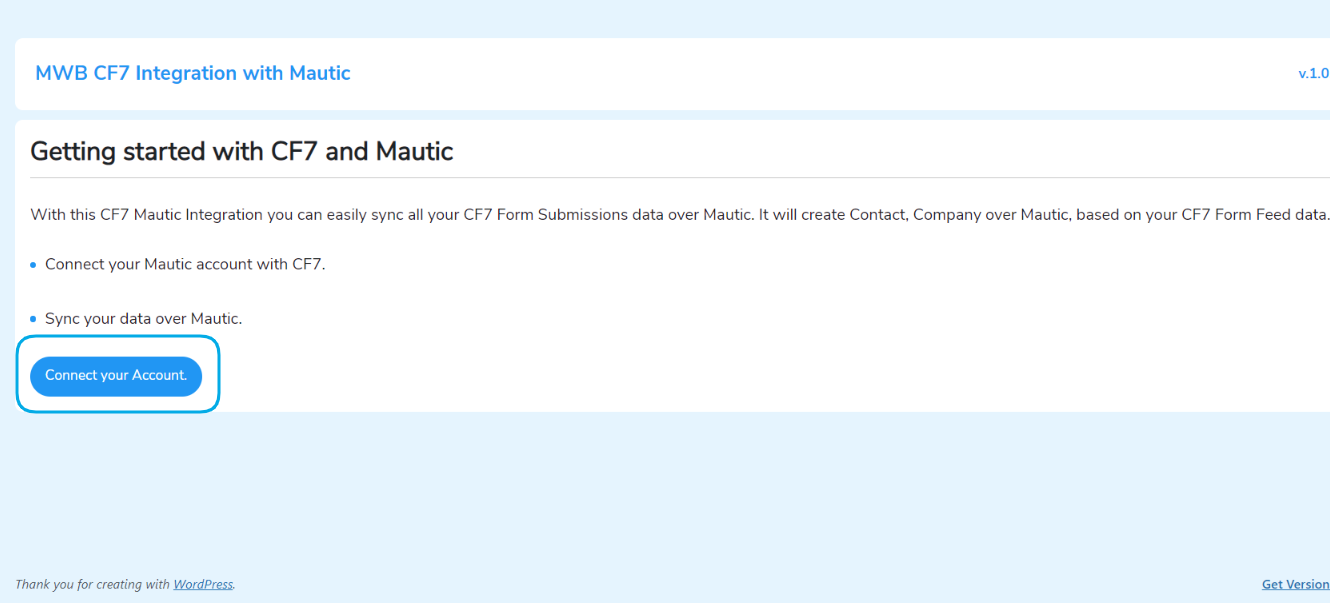 MWB CF7 Integration with Mautic
v.1.0
Getting started with CF7 and Mautic
With this CF7 Mautic Integration you can easily sync all your CF7 Form Submissions data over Mautic. It will create Contact, Company over Mautic, based on your CF7 Form Feed data.
Connect your Mautic account with CF7.
Sync your data over Mautic.
Connect your Account.
Thank you for creating with WordPress.
Get Version